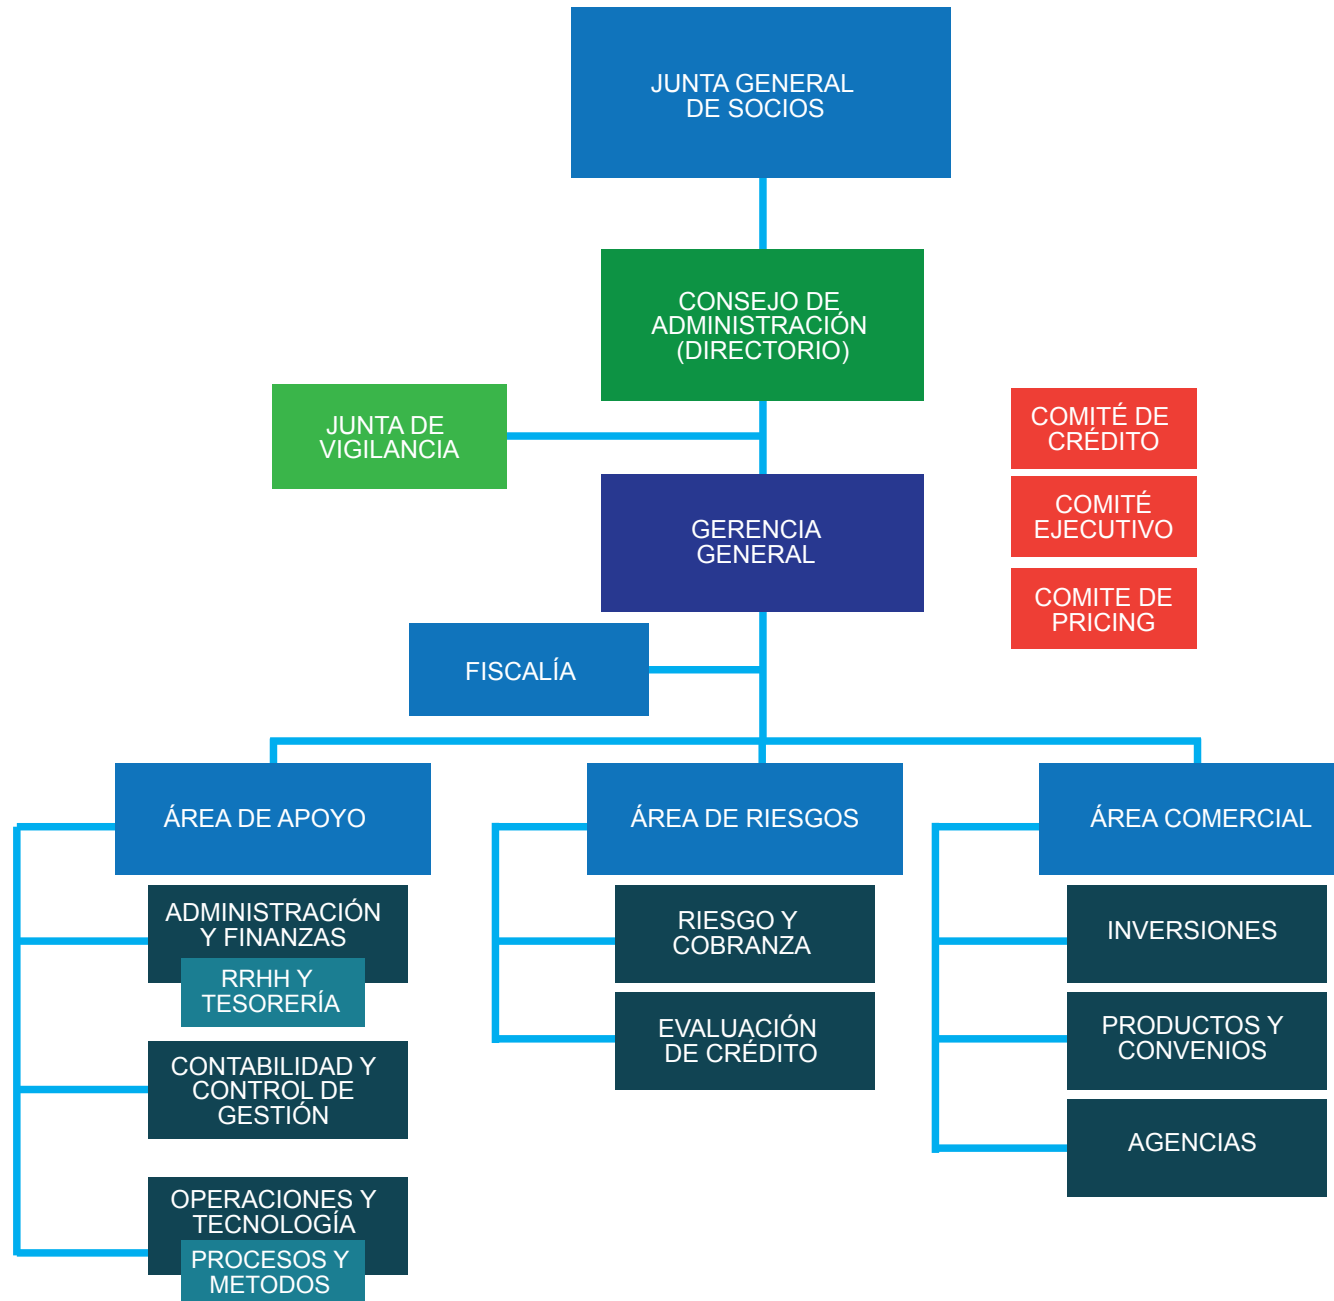 JUNTA GENERAL
DE SOCIOS
CONSEJO DE
ADMINISTRACIÓN
(DIRECTORIO)
JUNTA DE
VIGILANCIA
COMITÉ DE
CRÉDITO
COMITÉ
EJECUTIVO
COMITE DE
PRICING
GERENCIA
GENERAL
FISCALÍA
ÁREA DE APOYO
ADMINISTRACIÓN
Y FINANZAS
RRHH Y
TESORERÍA
CONTABILIDAD Y
CONTROL DE
GESTIÓN
OPERACIONES Y
TECNOLOGÍA
PROCESOS Y
METODOS
ÁREA DE RIESGOS
RIESGO Y
COBRANZA
EVALUACIÓN
DE CRÉDITO
ÁREA COMERCIAL
INVERSIONES
PRODUCTOS Y
CONVENIOS
AGENCIAS